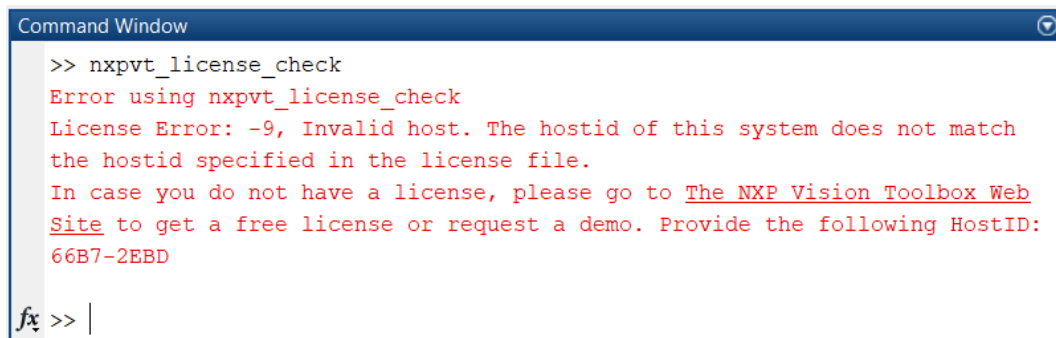 Command Window
>> nxpvt_license_check
Error using nxpvt_license_check
License Error: -9, Invalid host. The hostid of this system does not match
the hostid specified in the license file.
In case you do not have a license, please go to The NXP Vision Toolbox Web
Site to get a free license or request a demo. Provide the following HostID:
66B7-2EBD
fx >>